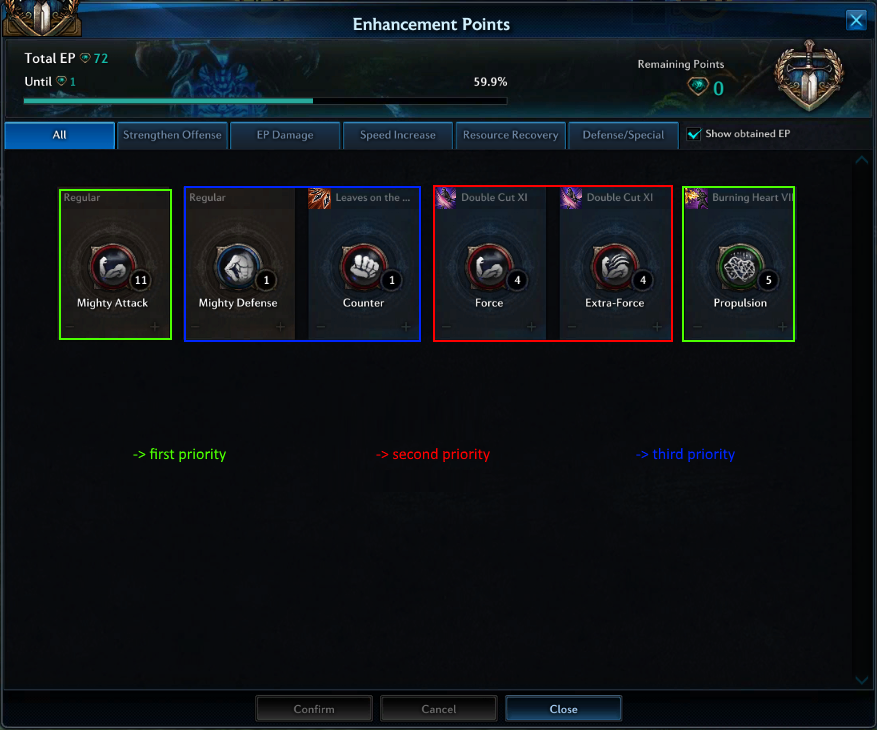 Enhancement Points
Total EP 72
Until 1
59.9%
Remaining Points
0
All
Strengthen Offense
EP Damage
Speed Increase
Resource Recovery
Defense/Special
Show obtained EP
Regular
11
Mighty Attack
Regular
1
Mighty Defense
Leaves on the ...
1
Counter
Double Cut XI
4
Force
Double Cut XI
4
Extra-Force
Burning Heart VII
5
Propulsion
-> first priority
-> second priority
-> third priority
Confirm
Cancel
Close